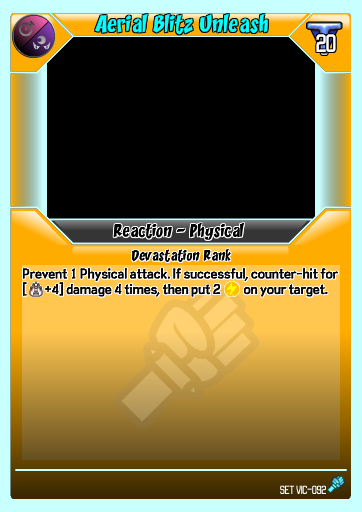 Aerial Blitz Unleash
20
Reaction - Physical
Devastation Rank
Prevent 1 Physical attack. If successful, counter-hit for
[ +4] damage 4 times, then put 2 on your target.
SET VIC-092